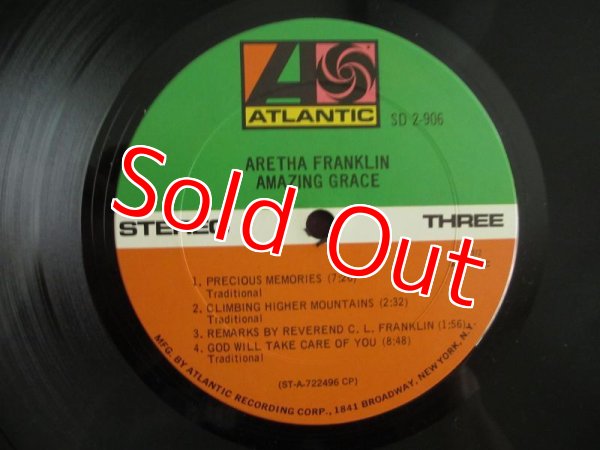 ATLANTIC
SD 2-906
ARETHA FRANKLIN
AMAZING GRACE
Sold Out
STEREO
THREE
1. PRECIOUS MEMORIES
Traditional
2. CLIMBING HIGHER MOUNTAINS (2:32)
Traditional
3. REMARKS BY REVEREND C. L. FRANKLIN (1:56)
4. GOD WILL TAKE CARE OF YOU (8:48)
Traditional
(ST-A-722496 CP)
MFG. BY ATLANTIC RECORDING CORP., 1841 BROADWAY, NEW YORK, N.Y.